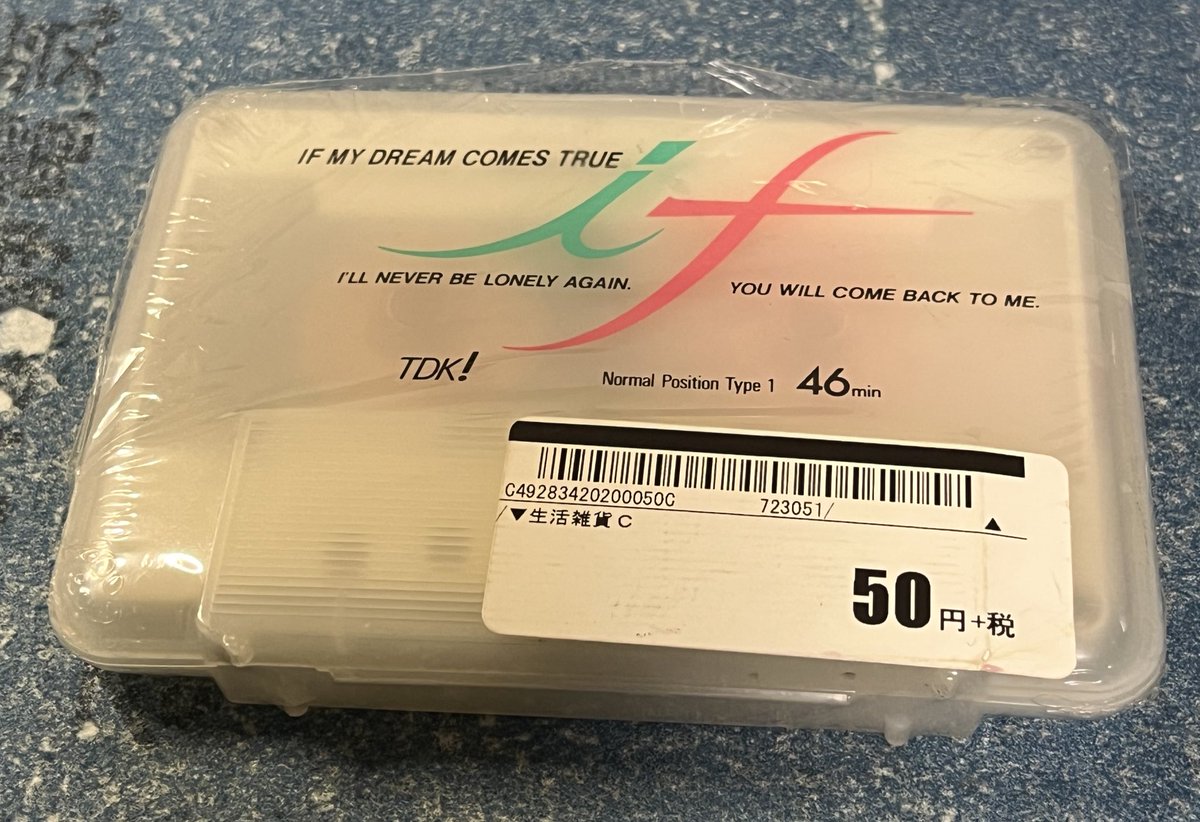 IF MY DREAM COMES TRUE
if
I'LL NEVER BE LONELY AGAIN.
YOU WILL COME BACK TO ME.
TDK!
Normal Position Type 1 46min
C49283420200050C 723051/
/▼生活雑貨C ▲
50円+税